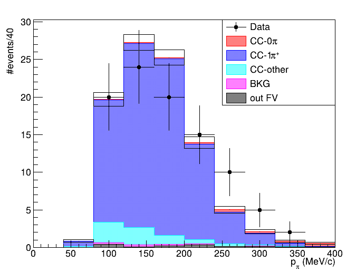 #events/40
30
25
20
15
10
5
0
Data
CC-0π
CC-1π⁺
CC-other
BKG
out FV
0 50 100 150 200 250 300 350 400
p_π (MeV/c)